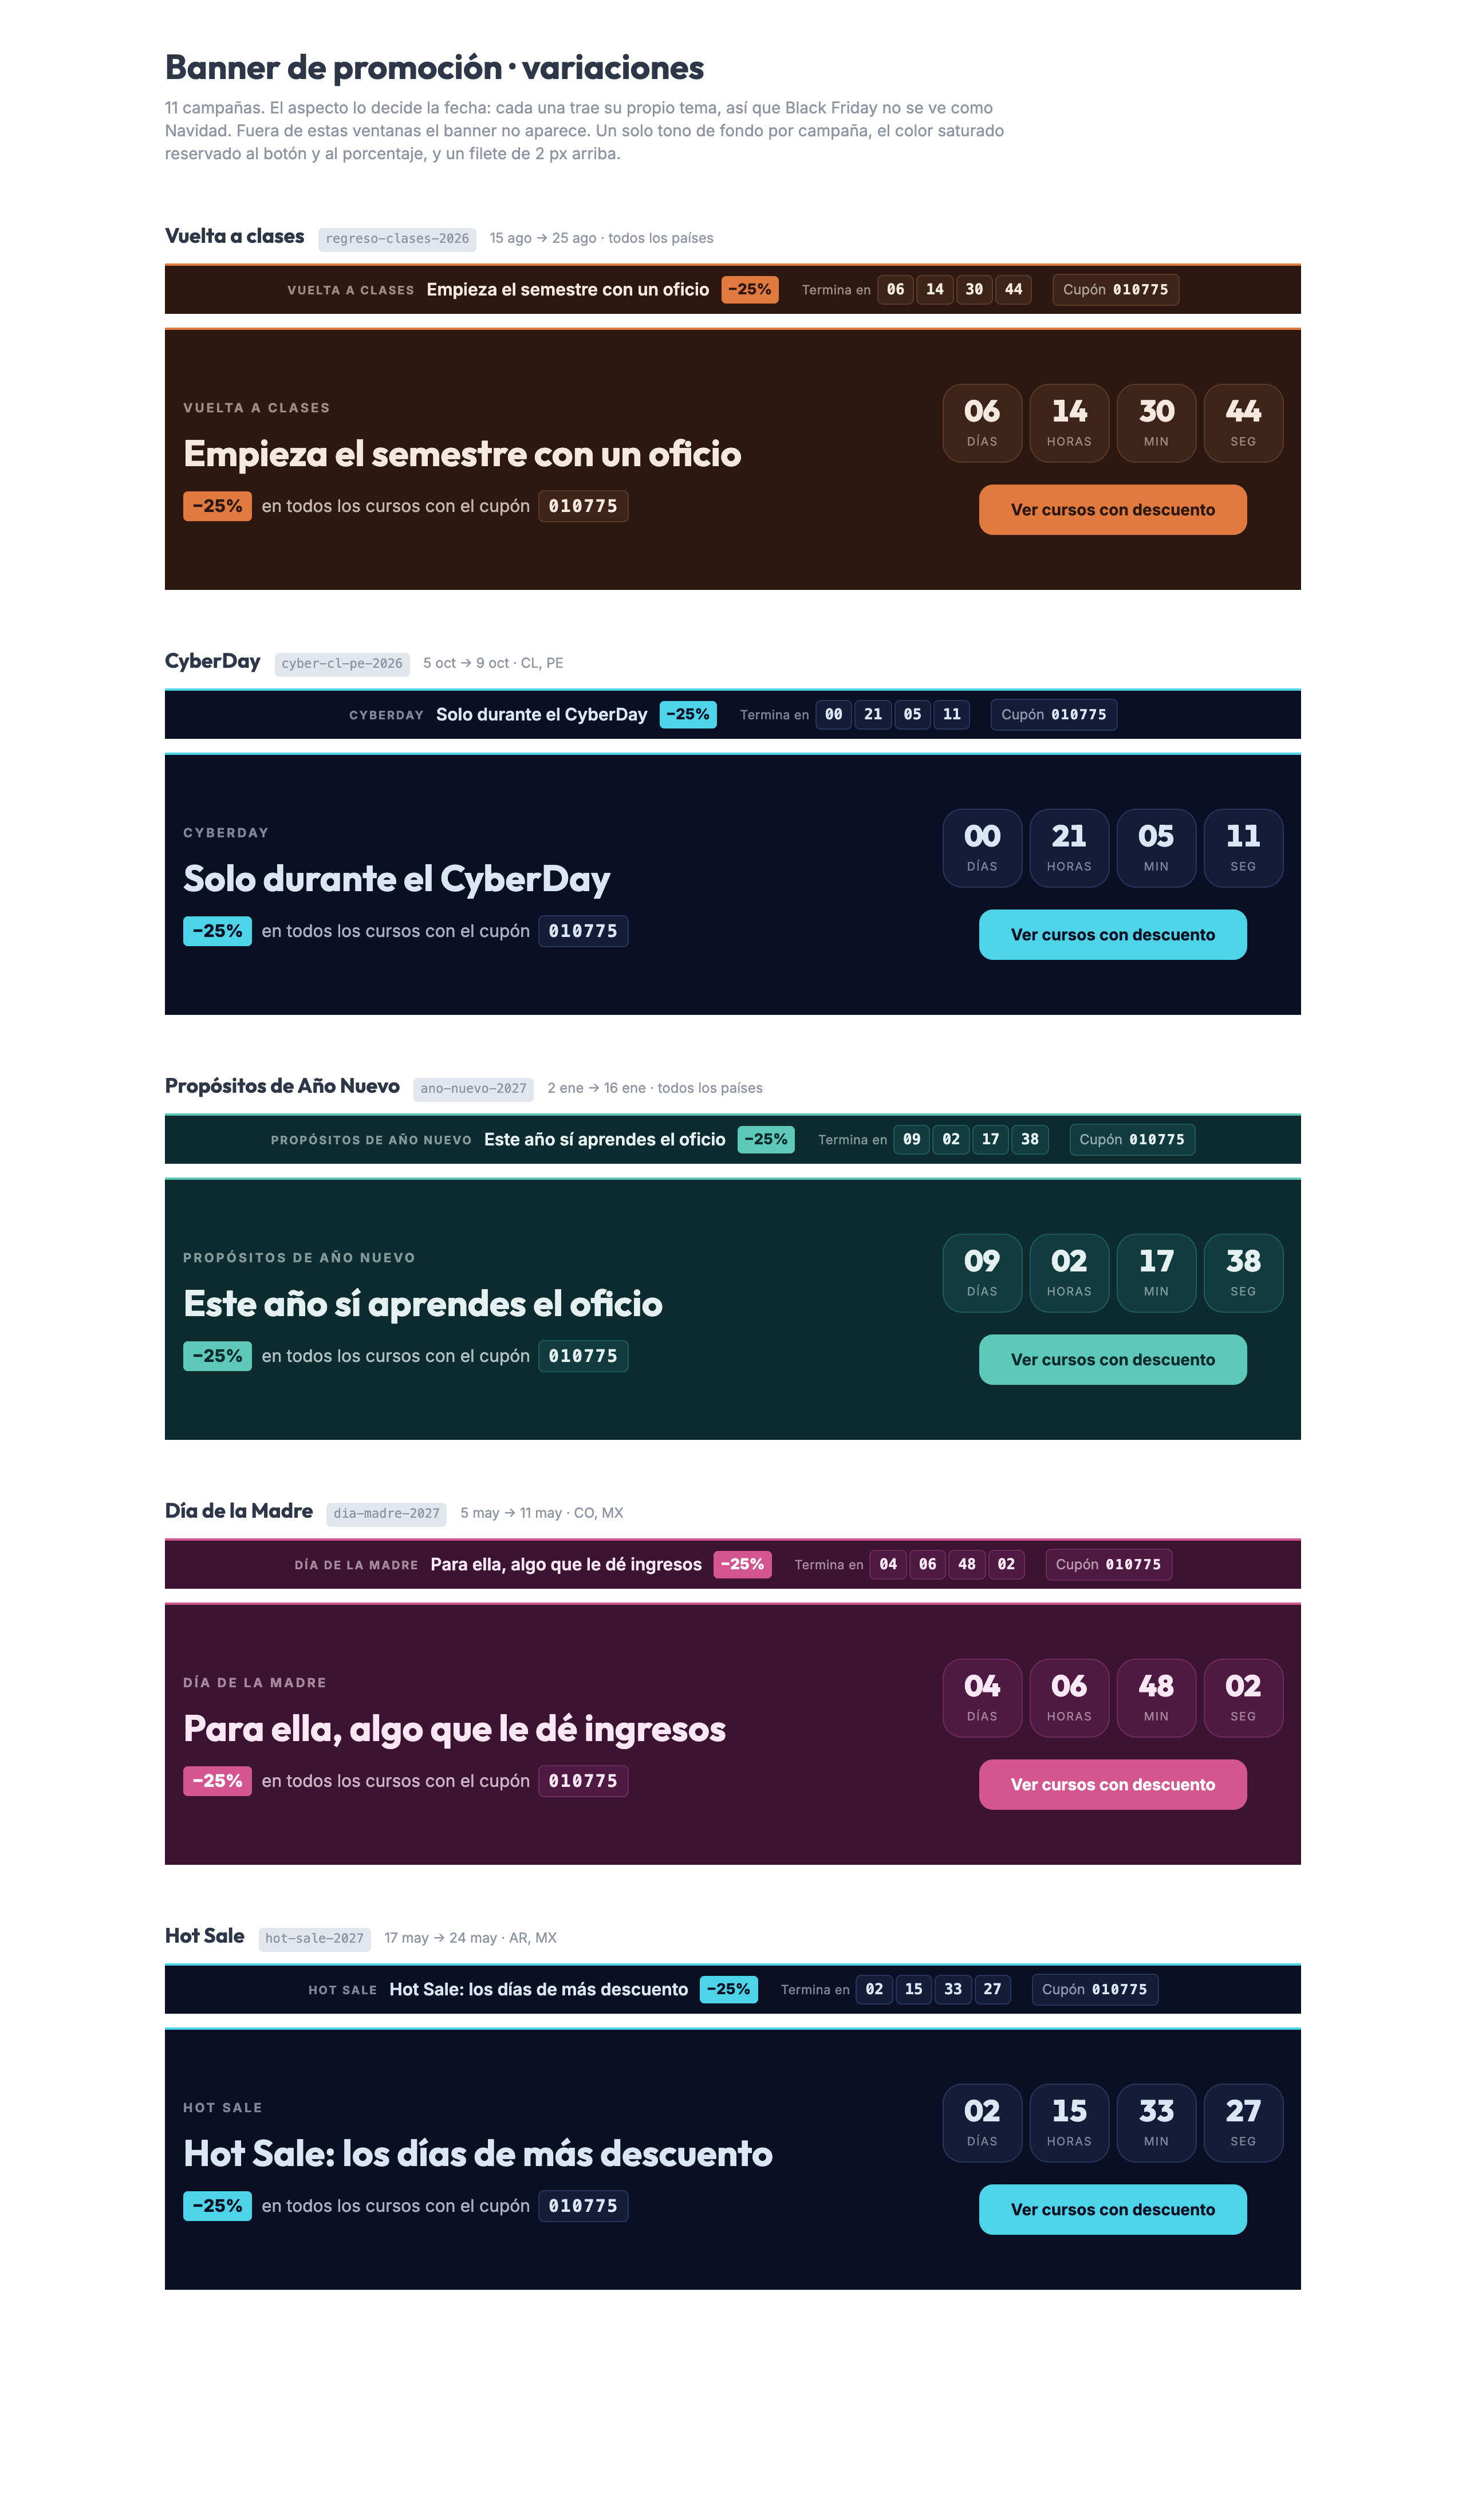 Banner de promoción · variaciones
11 campañas. El aspecto lo decide la fecha: cada una trae su propio tema, así que Black Friday no se ve como
Navidad. Fuera de estas ventanas el banner no aparece. Un solo tono de fondo por campaña, el color saturado
reservado al botón y al porcentaje, y un filete de 2 px arriba.
Vuelta a clases regreso-clases-2026 15 ago → 25 ago · todos los países
VUELTA A CLASES Empieza el semestre con un oficio −25% Termina en 06 14 30 44 Cupón 010775
VUELTA A CLASES
Empieza el semestre con un oficio
−25% en todos los cursos con el cupón 010775
06 14 30 44
DÍAS HORAS MIN SEG
Ver cursos con descuento
CyberDay cyber-cl-pe-2026 5 oct → 9 oct · CL, PE
CYBERDAY Solo durante el CyberDay −25% Termina en 00 21 05 11 Cupón 010775
CYBERDAY
Solo durante el CyberDay
−25% en todos los cursos con el cupón 010775
00 21 05 11
DÍAS HORAS MIN SEG
Ver cursos con descuento
Propósitos de Año Nuevo ano-nuevo-2027 2 ene → 16 ene · todos los países
PROPÓSITOS DE AÑO NUEVO Este año sí aprendes el oficio −25% Termina en 09 02 17 38 Cupón 010775
PROPÓSITOS DE AÑO NUEVO
Este año sí aprendes el oficio
−25% en todos los cursos con el cupón 010775
09 02 17 38
DÍAS HORAS MIN SEG
Ver cursos con descuento
Día de la Madre dia-madre-2027 5 may → 11 may · CO, MX
DÍA DE LA MADRE Para ella, algo que le dé ingresos −25% Termina en 04 06 48 02 Cupón 010775
DÍA DE LA MADRE
Para ella, algo que le dé ingresos
−25% en todos los cursos con el cupón 010775
04 06 48 02
DÍAS HORAS MIN SEG
Ver cursos con descuento
Hot Sale hot-sale-2027 17 may → 24 may · AR, MX
HOT SALE Hot Sale: los días de más descuento −25% Termina en 02 15 33 27 Cupón 010775
HOT SALE
Hot Sale: los días de más descuento
−25% en todos los cursos con el cupón 010775
02 15 33 27
DÍAS HORAS MIN SEG
Ver cursos con descuento